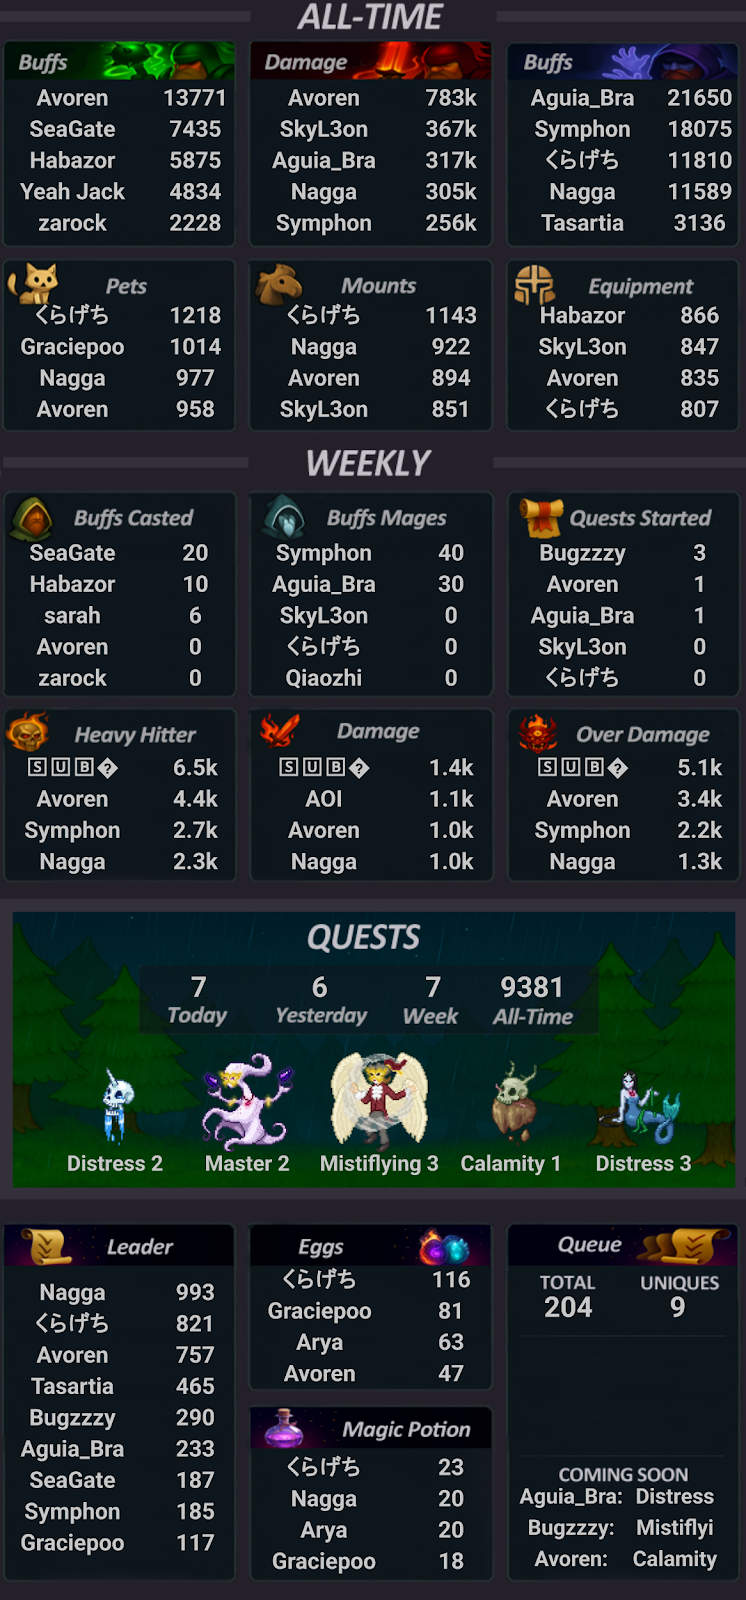 ALL-TIME
Buffs
Avoren 13771
SeaGate 7435
Habazor 5875
Yeah Jack 4834
zarock 2228
Damage
Avoren 783k
SkyL3on 367k
Aguia_Bra 317k
Nagga 305k
Symphon 256k
Buffs
Aguia_Bra 21650
Symphon 18075
くらげち 11810
Nagga 11589
Tasartia 3136
Pets
くらげち 1218
Graciepoo 1014
Nagga 977
Avoren 958
Mounts
くらげち 1143
Nagga 922
Avoren 894
SkyL3on 851
Equipment
Habazor 866
SkyL3on 847
Avoren 835
くらげち 807
WEEKLY
Buffs Casted
SeaGate 20
Habazor 10
sarah 6
Avoren 0
zarock 0
Buffs Mages
Symphon 40
Aguia_Bra 30
SkyL3on 0
くらげち 0
Qiaozhi 0
Quests Started
Bugzzzy 3
Avoren 1
Aguia_Bra 1
SkyL3on 0
くらげち 0
Heavy Hitter
🅂🅄🄱� 6.5k
Avoren 4.4k
Symphon 2.7k
Nagga 2.3k
Damage
🅂🅄🄱� 1.4k
AOI 1.1k
Avoren 1.0k
Nagga 1.0k
Over Damage
🅂🅄🄱� 5.1k
Avoren 3.4k
Symphon 2.2k
Nagga 1.3k
QUESTS
7 6 7 9381
Today Yesterday Week All-Time
Distress 2 Master 2 Mistiflying 3 Calamity 1 Distress 3
Leader
Nagga 993
くらげち 821
Avoren 757
Tasartia 465
Bugzzzy 290
Aguia_Bra 233
SeaGate 187
Symphon 185
Graciepoo 117
Eggs
くらげち 116
Graciepoo 81
Arya 63
Avoren 47
Magic Potion
くらげち 23
Nagga 20
Arya 20
Graciepoo 18
Queue
TOTAL UNIQUES
204 9
COMING SOON
Aguia_Bra: Distress
Bugzzzy: Mistiflyi
Avoren: Calamity